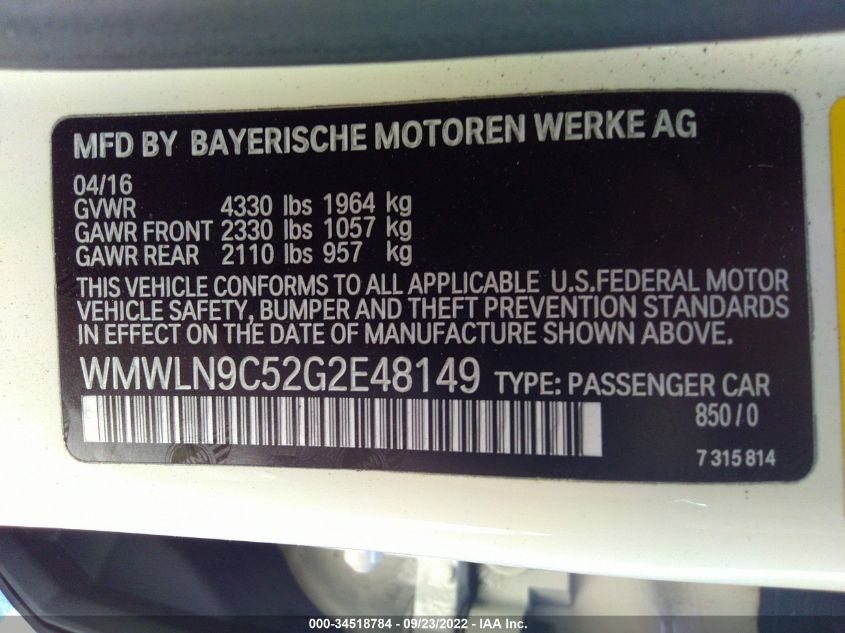 MFD BY BAYERISCHE MOTOREN WERKE AG
04/16
GVWR 4330 lbs 1964 kg
GAWR FRONT 2330 lbs 1057 kg
GAWR REAR 2110 lbs 957 kg
THIS VEHICLE CONFORMS TO ALL APPLICABLE U.S.FEDERAL MOTOR
VEHICLE SAFETY, BUMPER AND THEFT PREVENTION STANDARDS
IN EFFECT ON THE DATE OF MANUFACTURE SHOWN ABOVE.
WMWLN9C52G2E48149 TYPE: PASSENGER CAR
850/0
7 315 814
000-34518784 - 09/23/2022 - IAA Inc.